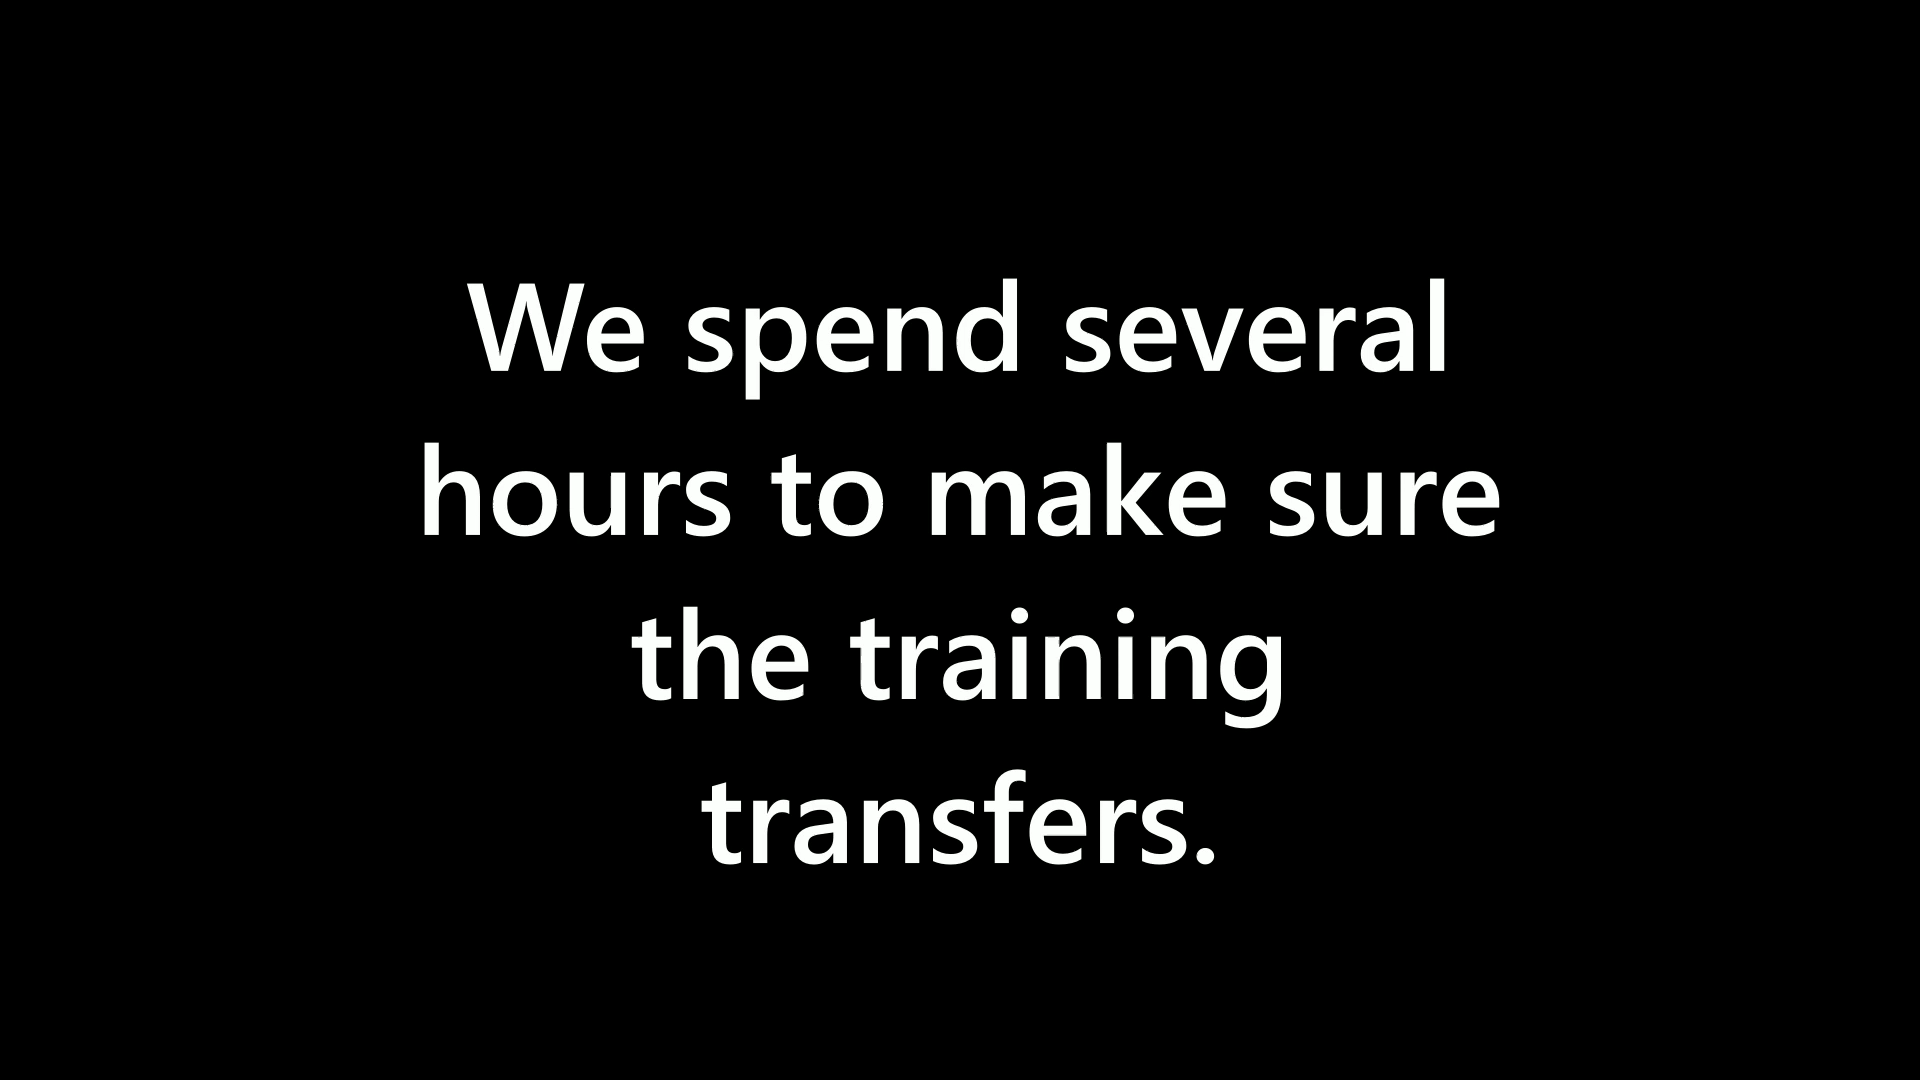 We spend several
hours to make sure
the training
transfers.